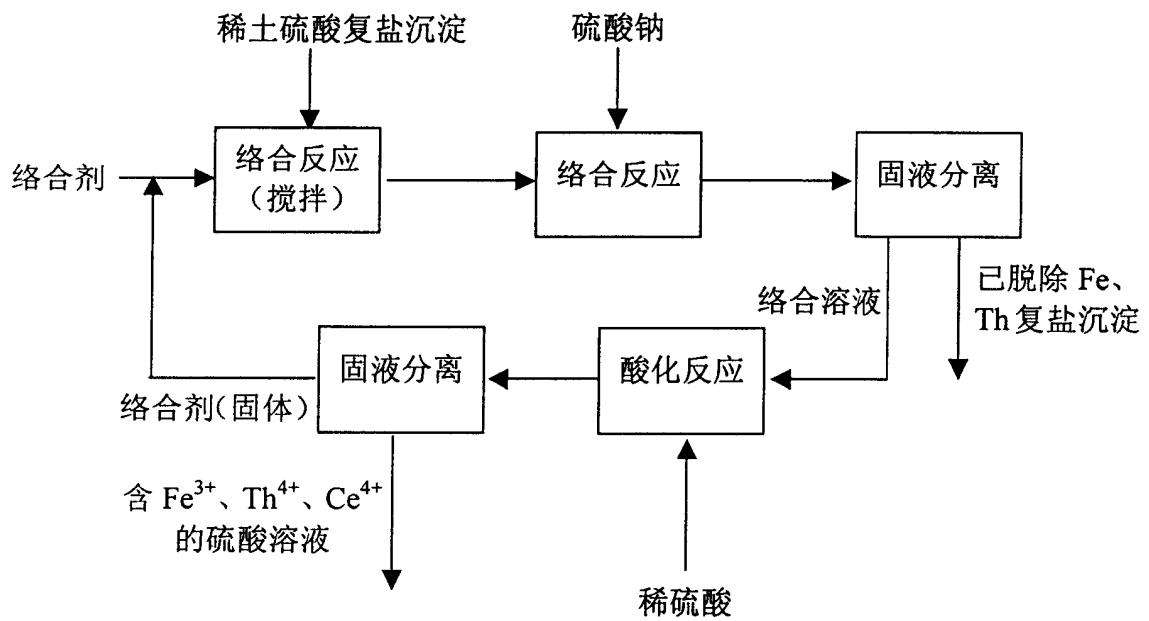 稀土硫酸复盐沉淀
硫酸钠
络合剂
络合反应
（搅拌）
络合反应
固液分离
络合溶液
已脱除 Fe、
Th 复盐沉淀
固液分离
酸化反应
络合剂（固体）
含 Fe³⁺、Th⁴⁺、Ce⁴⁺
的硫酸溶液
稀硫酸